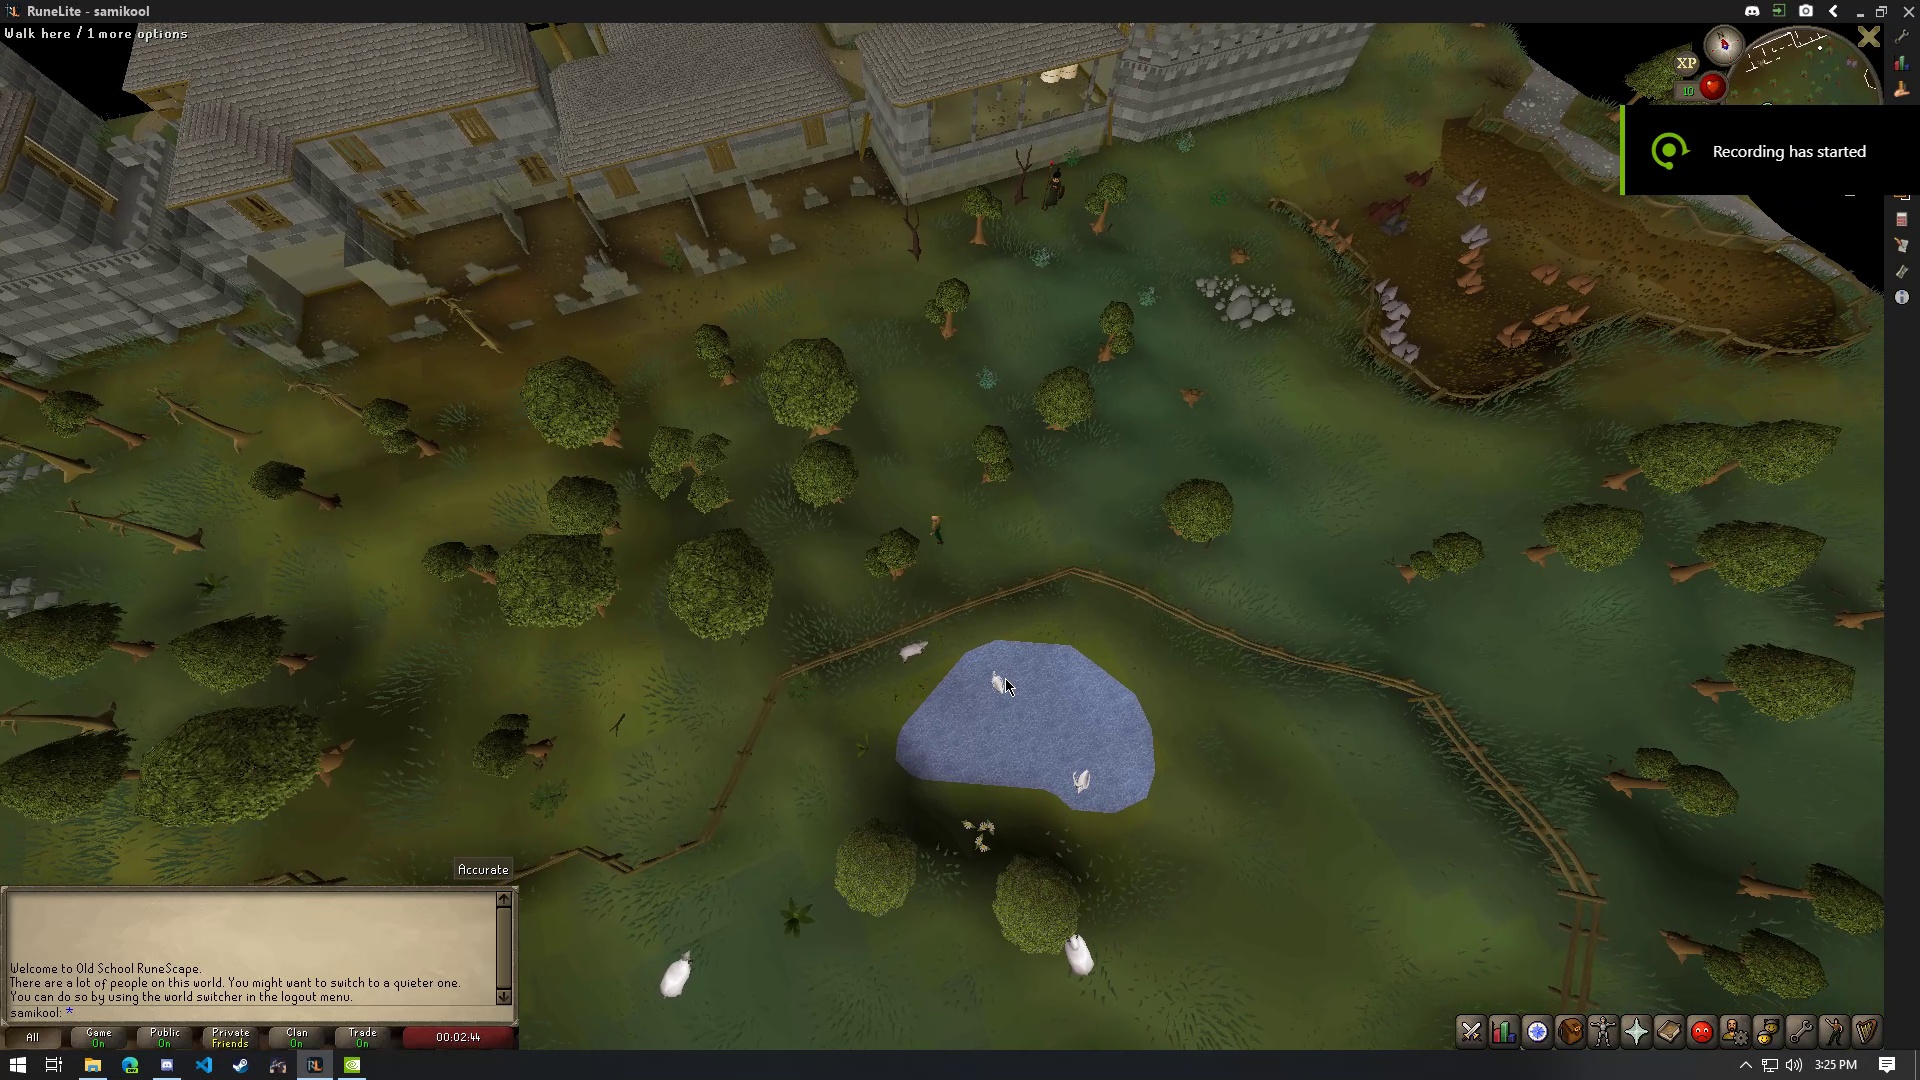 RuneLite - samikool
Walk here / 1 more options
XP
10
Recording has started
Accurate
Welcome to Old School RuneScape.
There are a lot of people on this world. You might want to switch to a quieter one.
You can do so by using the world switcher in the logout menu.
samikool: *
All
Game
On
Public
On
Private
Friends
Clan
On
Trade
On
00:02:44
3:25 PM